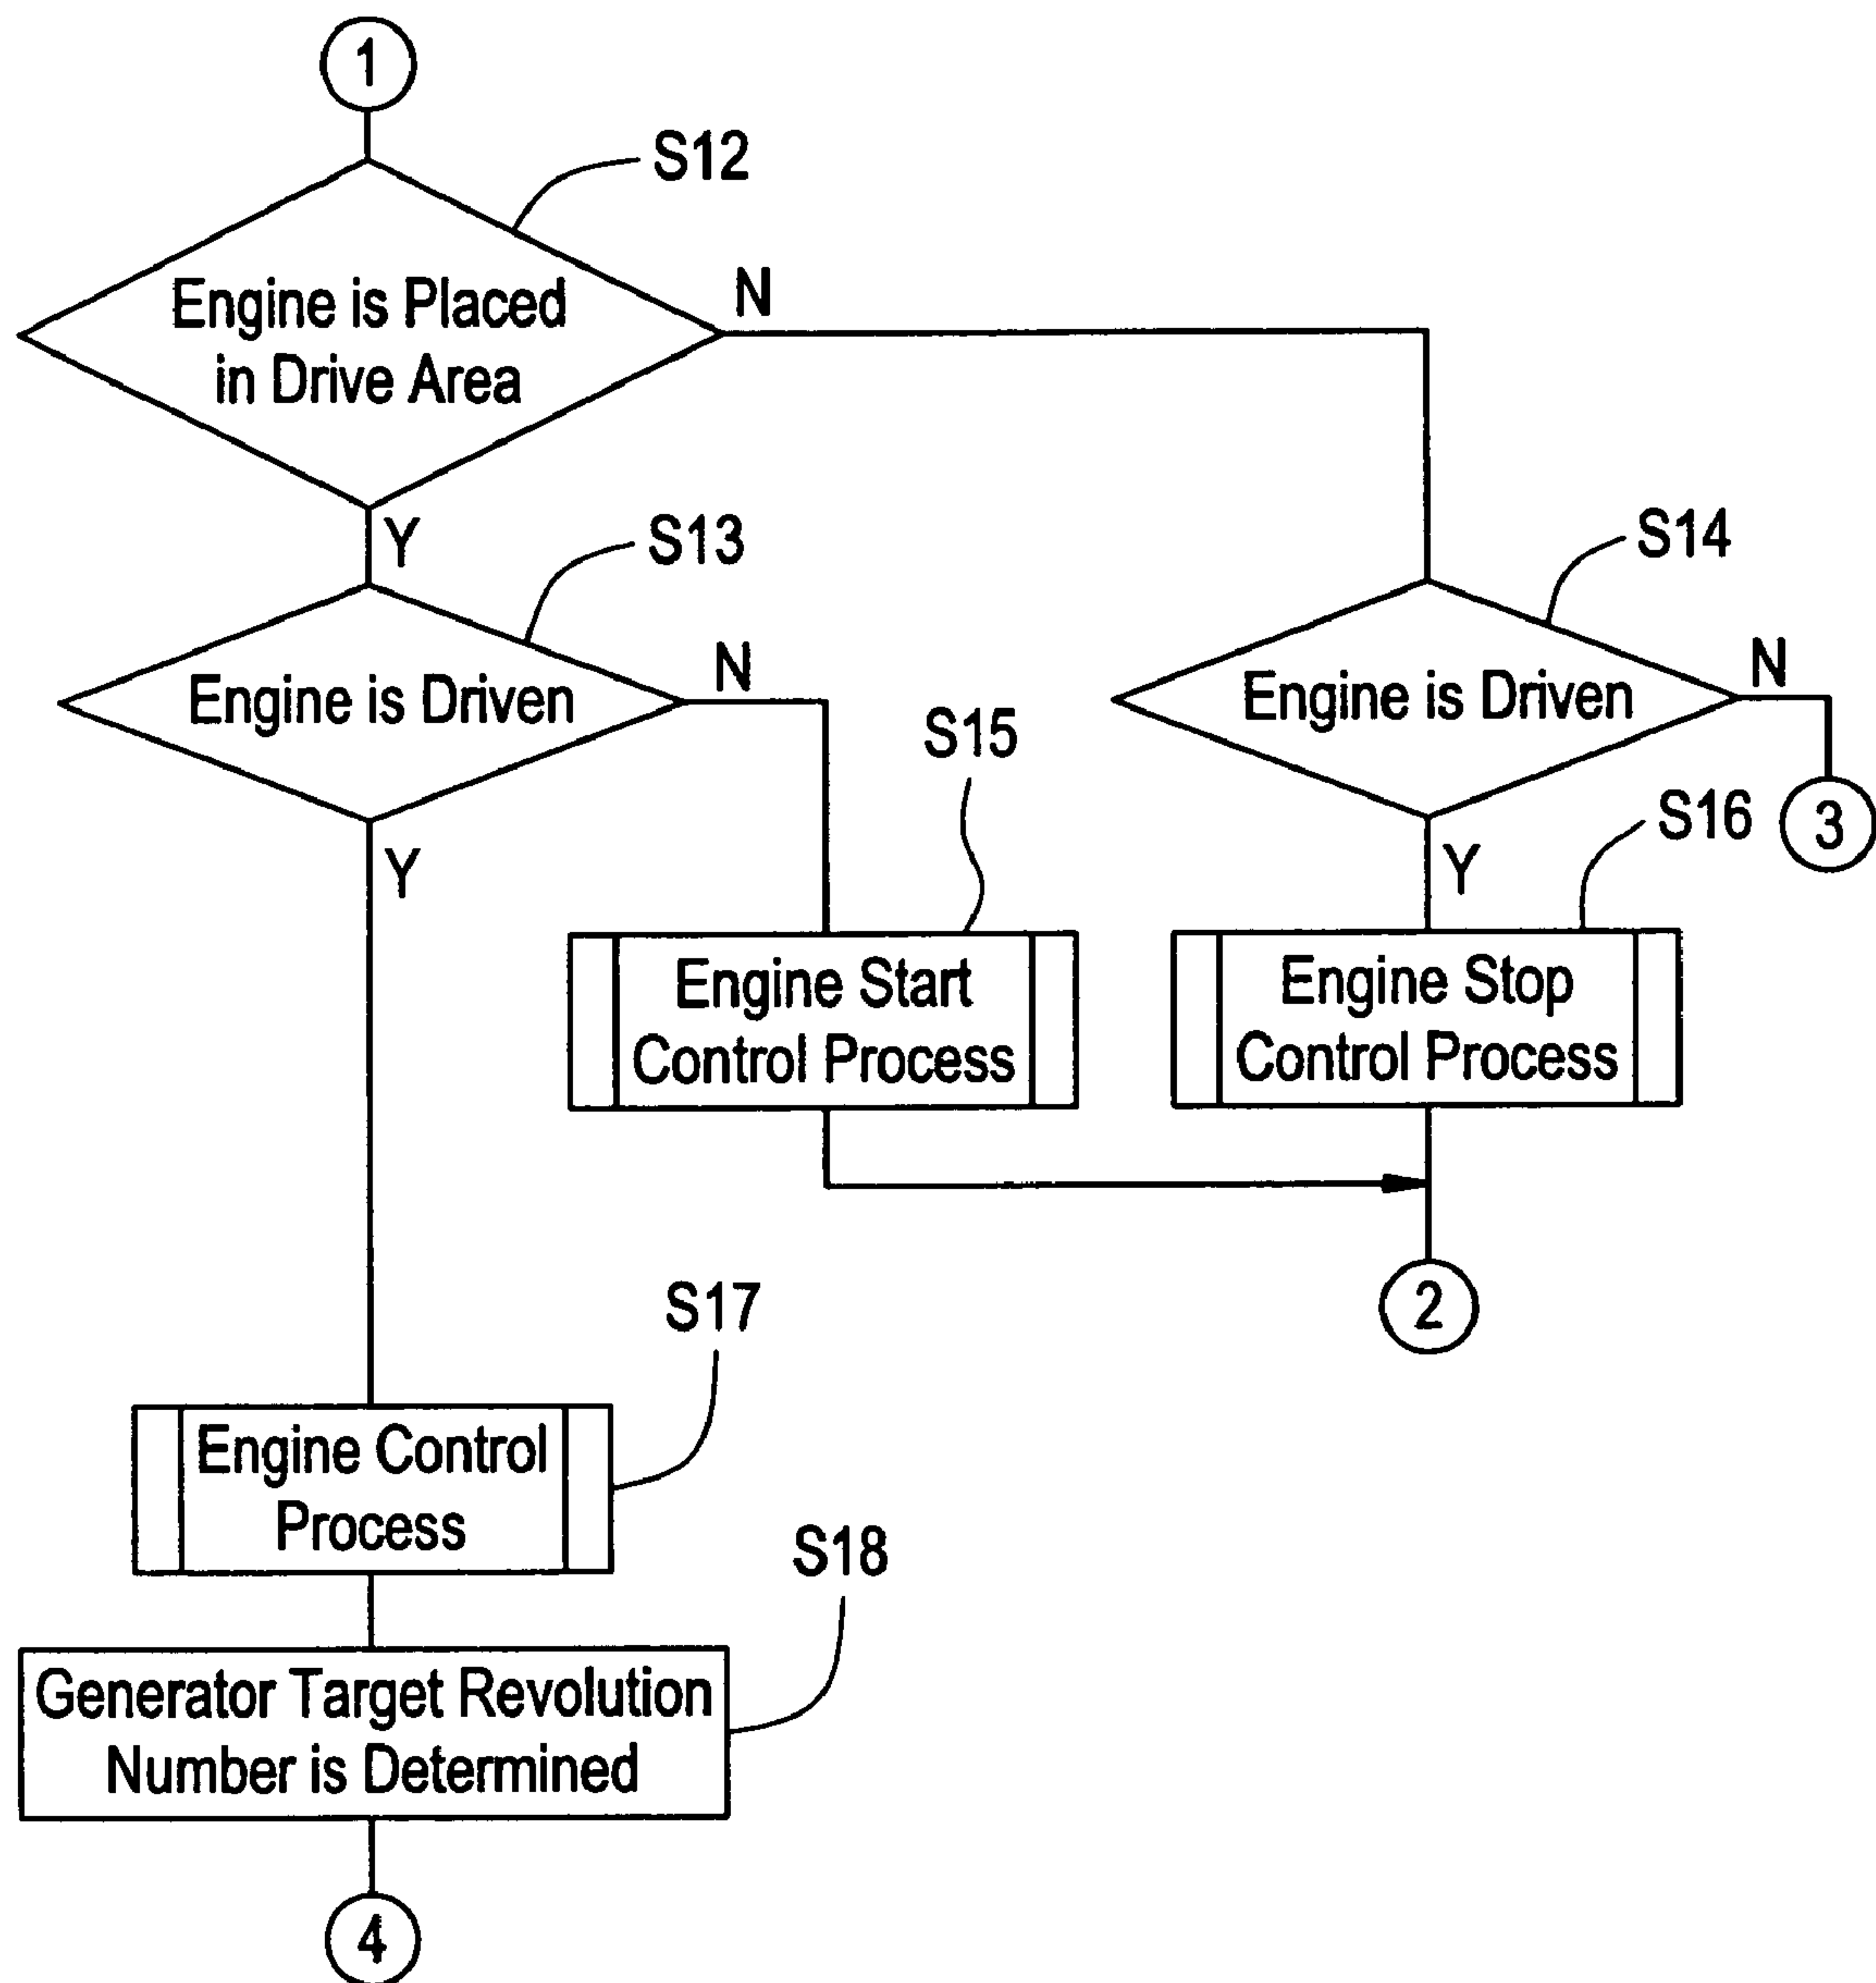 1
S12
Engine is Placed
in Drive Area
N
Y
S13
Engine is Driven
N
Y
S14
Engine is Driven
N
3
Y
S15
Engine Start
Control Process
S16
Engine Stop
Control Process
2
S17
Engine Control
Process
S18
Generator Target Revolution
Number is Determined
4